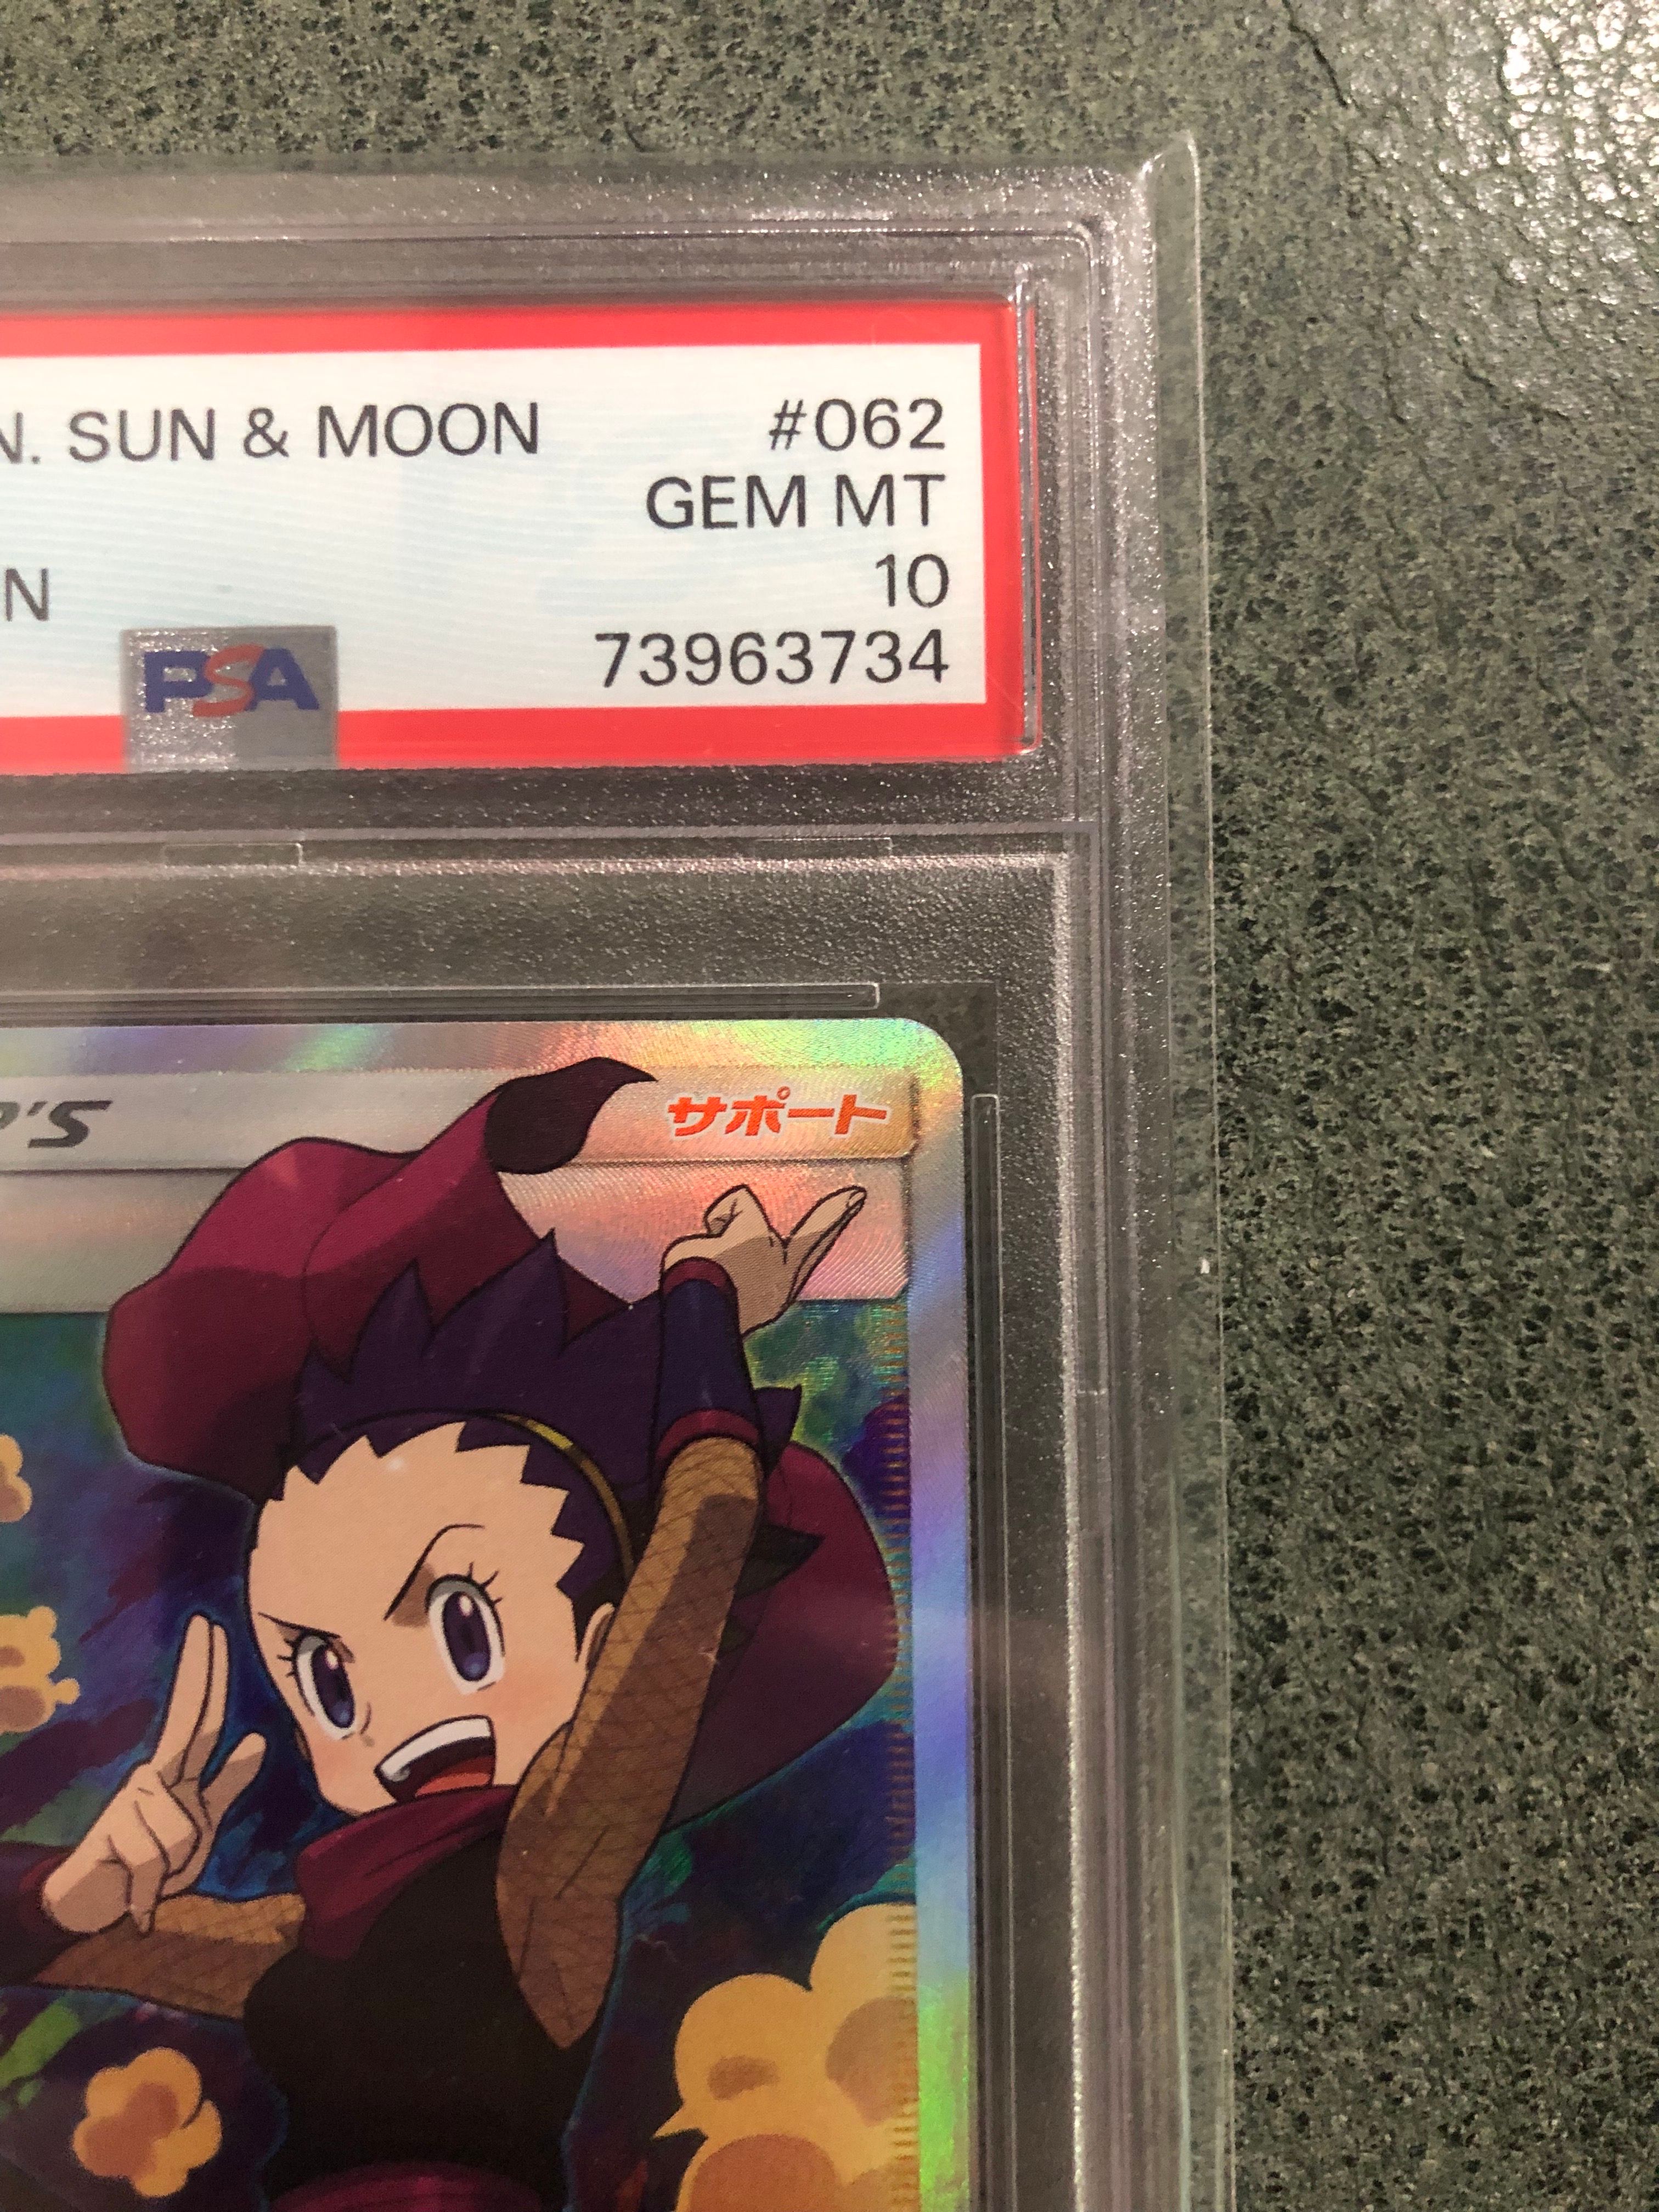 N. SUN & MOON #062
GEM MT
N 10
PSA 73963734
'S サポート